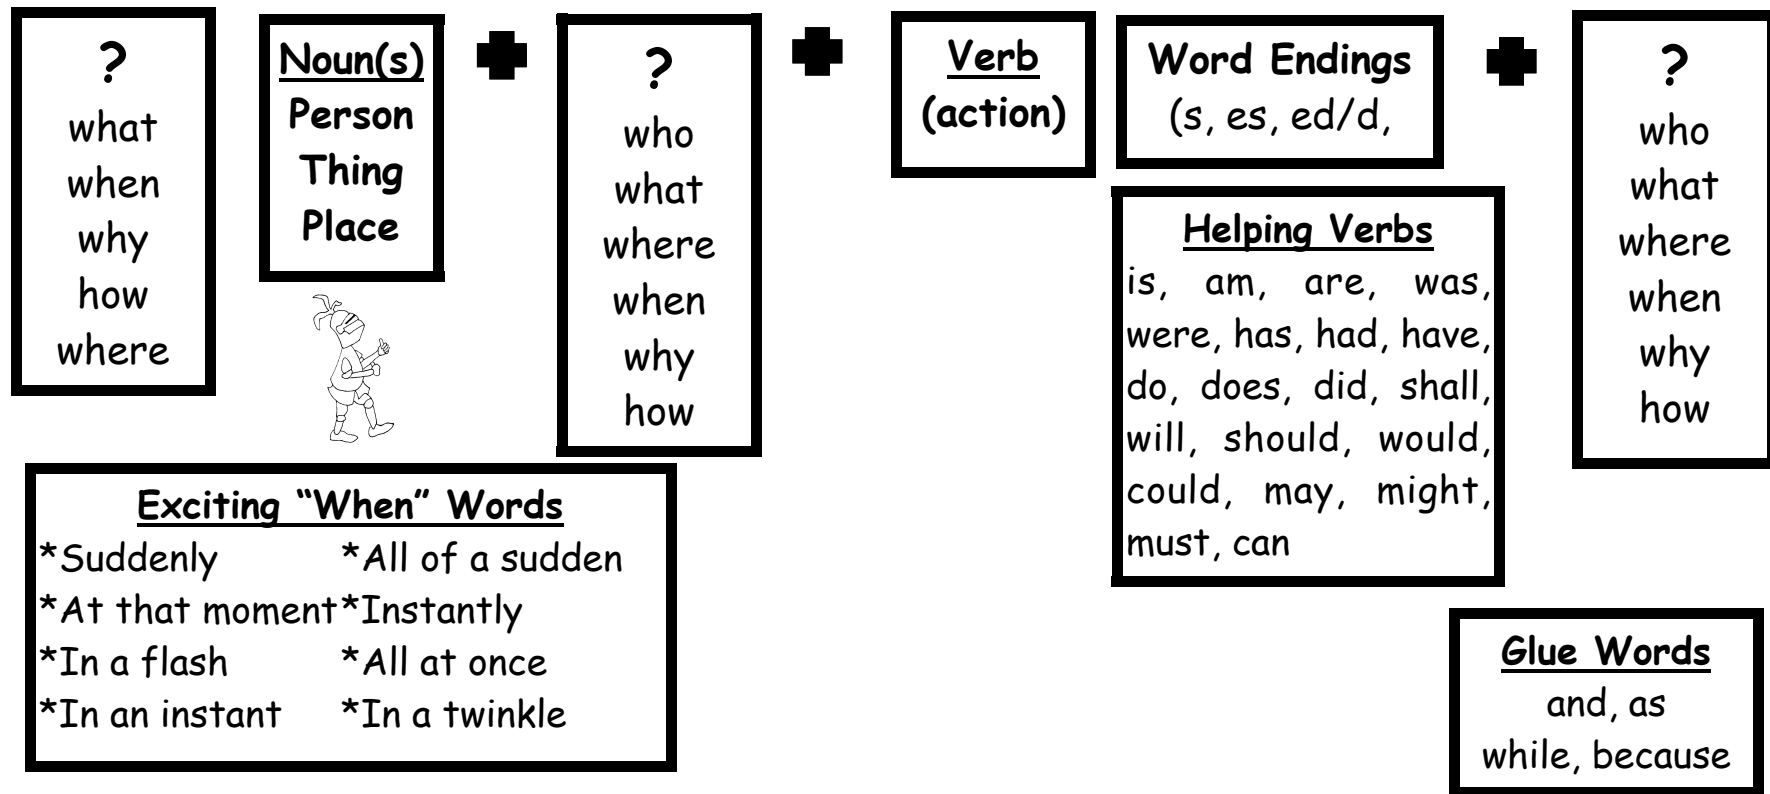 ?
what
when
why
how
where
Noun(s)
Person
Thing
Place
?
who
what
where
when
why
how
Verb
(action)
Word Endings
(s, es, ed/d,
Helping Verbs
is, am, are, was,
were, has, had, have,
do, does, did, shall,
will, should, would,
could, may, might,
must, can
?
who
what
where
when
why
how
Exciting “When” Words
*Suddenly *All of a sudden
*At that moment *Instantly
*In a flash *All at once
*In an instant *In a twinkle
Glue Words
and, as
while, because